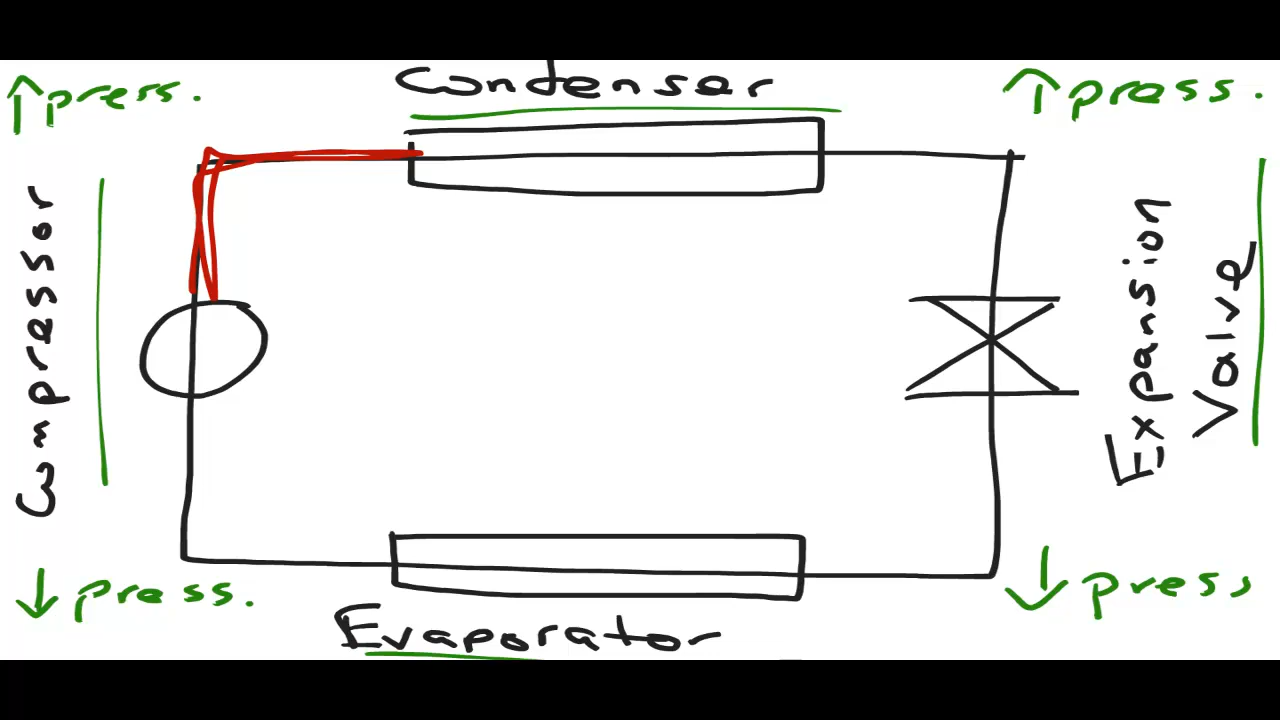 Condenser
↑press.
↑press.
Compressor
Expansion
Valve
↓press.
↓press
Evaporator